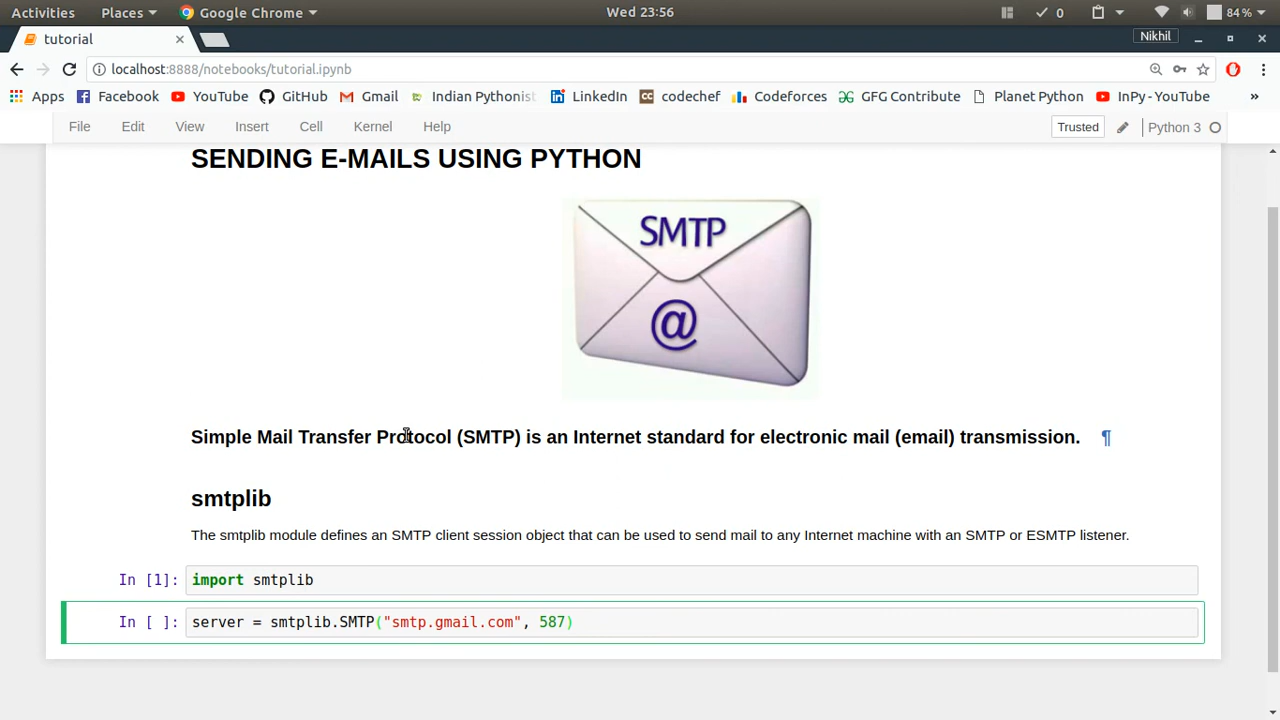 Activities Places Google Chrome Wed 23:56 0 84 %
tutorial Nikhil
localhost:8888/notebooks/tutorial.ipynb
Apps Facebook YouTube GitHub Gmail Indian Pythonist LinkedIn codechef Codeforces GFG Contribute Planet Python InPy - YouTube »
File Edit View Insert Cell Kernel Help Trusted Python 3
SENDING E-MAILS USING PYTHON
SMTP
@
Simple Mail Transfer Protocol (SMTP) is an Internet standard for electronic mail (email) transmission. ¶
smtplib
The smtplib module defines an SMTP client session object that can be used to send mail to any Internet machine with an SMTP or ESMTP listener.
In [1]: import smtplib
In [ ]: server = smtplib.SMTP("smtp.gmail.com", 587)